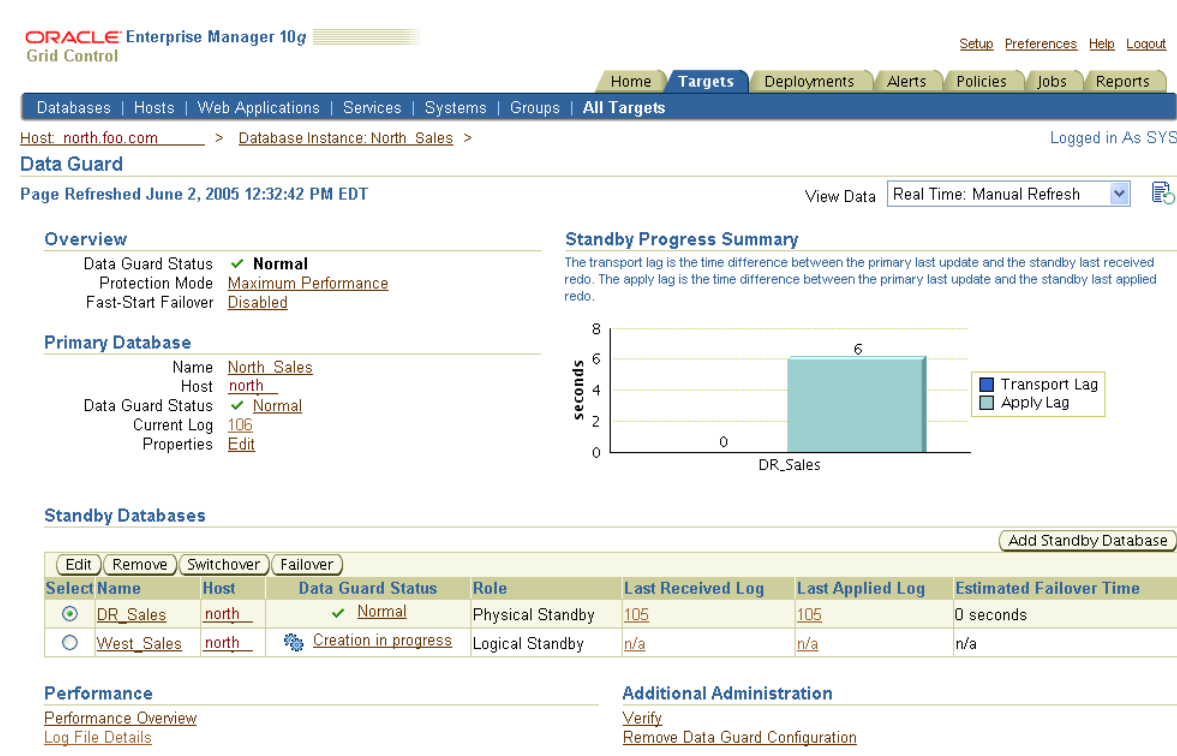 ORACLE Enterprise Manager 10g
Grid Control
Setup Preferences Help Logout
Home Targets Deployments Alerts Policies Jobs Reports
Databases | Hosts | Web Applications | Services | Systems | Groups | All Targets
Host: north.foo.com > Database Instance: North_Sales >
Logged in As SYS
Data Guard
Page Refreshed June 2, 2005 12:32:42 PM EDT
View Data Real Time: Manual Refresh
Overview
Data Guard Status Normal
Protection Mode Maximum Performance
Fast-Start Failover Disabled
Primary Database
Name North_Sales
Host north
Data Guard Status Normal
Current Log 106
Properties Edit
Standby Progress Summary
The transport lag is the time difference between the primary last update and the standby last received
redo. The apply lag is the time difference between the primary last update and the standby last applied
redo.
8
6
4
2
0
seconds
0
6
DR_Sales
Transport Lag
Apply Lag
Standby Databases
Add Standby Database
Edit Remove Switchover Failover
Select Name Host Data Guard Status Role Last Received Log Last Applied Log Estimated Failover Time
DR_Sales north Normal Physical Standby 105 105 0 seconds
West_Sales north Creation in progress Logical Standby n/a n/a n/a
Performance
Performance Overview
Log File Details
Additional Administration
Verify
Remove Data Guard Configuration